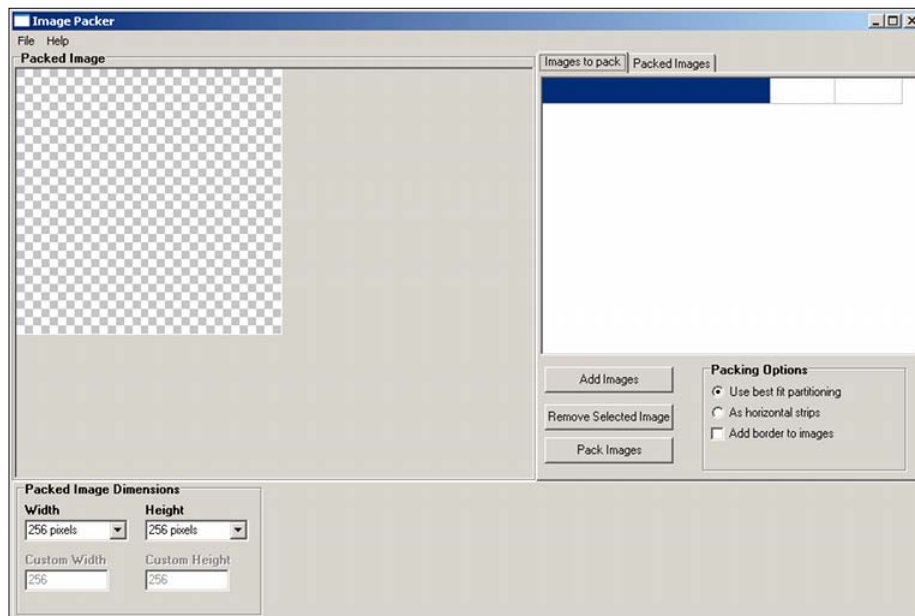 Image Packer
File Help
Packed Image
Images to pack Packed Images
Add Images
Remove Selected Image
Pack Images
Packing Options
Use best fit partitioning
As horizontal strips
Add border to images
Packed Image Dimensions
Width Height
256 pixels 256 pixels
Custom Width Custom Height
256 256